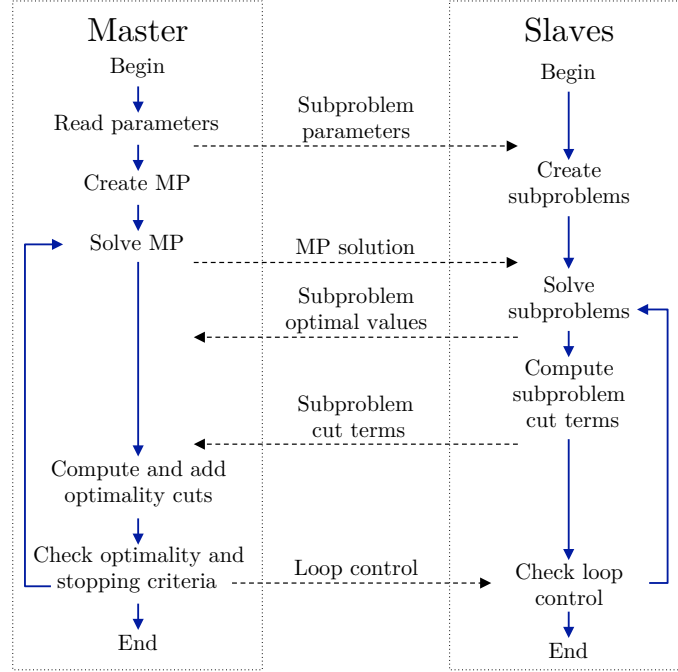 Master
Begin
Read parameters
Create MP
Solve MP
Compute and add
optimality cuts
Check optimality and
stopping criteria
End
Subproblem
parameters
MP solution
Subproblem
optimal values
Subproblem
cut terms
Loop control
Slaves
Begin
Create
subproblems
Solve
subproblems
Compute
subproblem
cut terms
Check loop
control
End